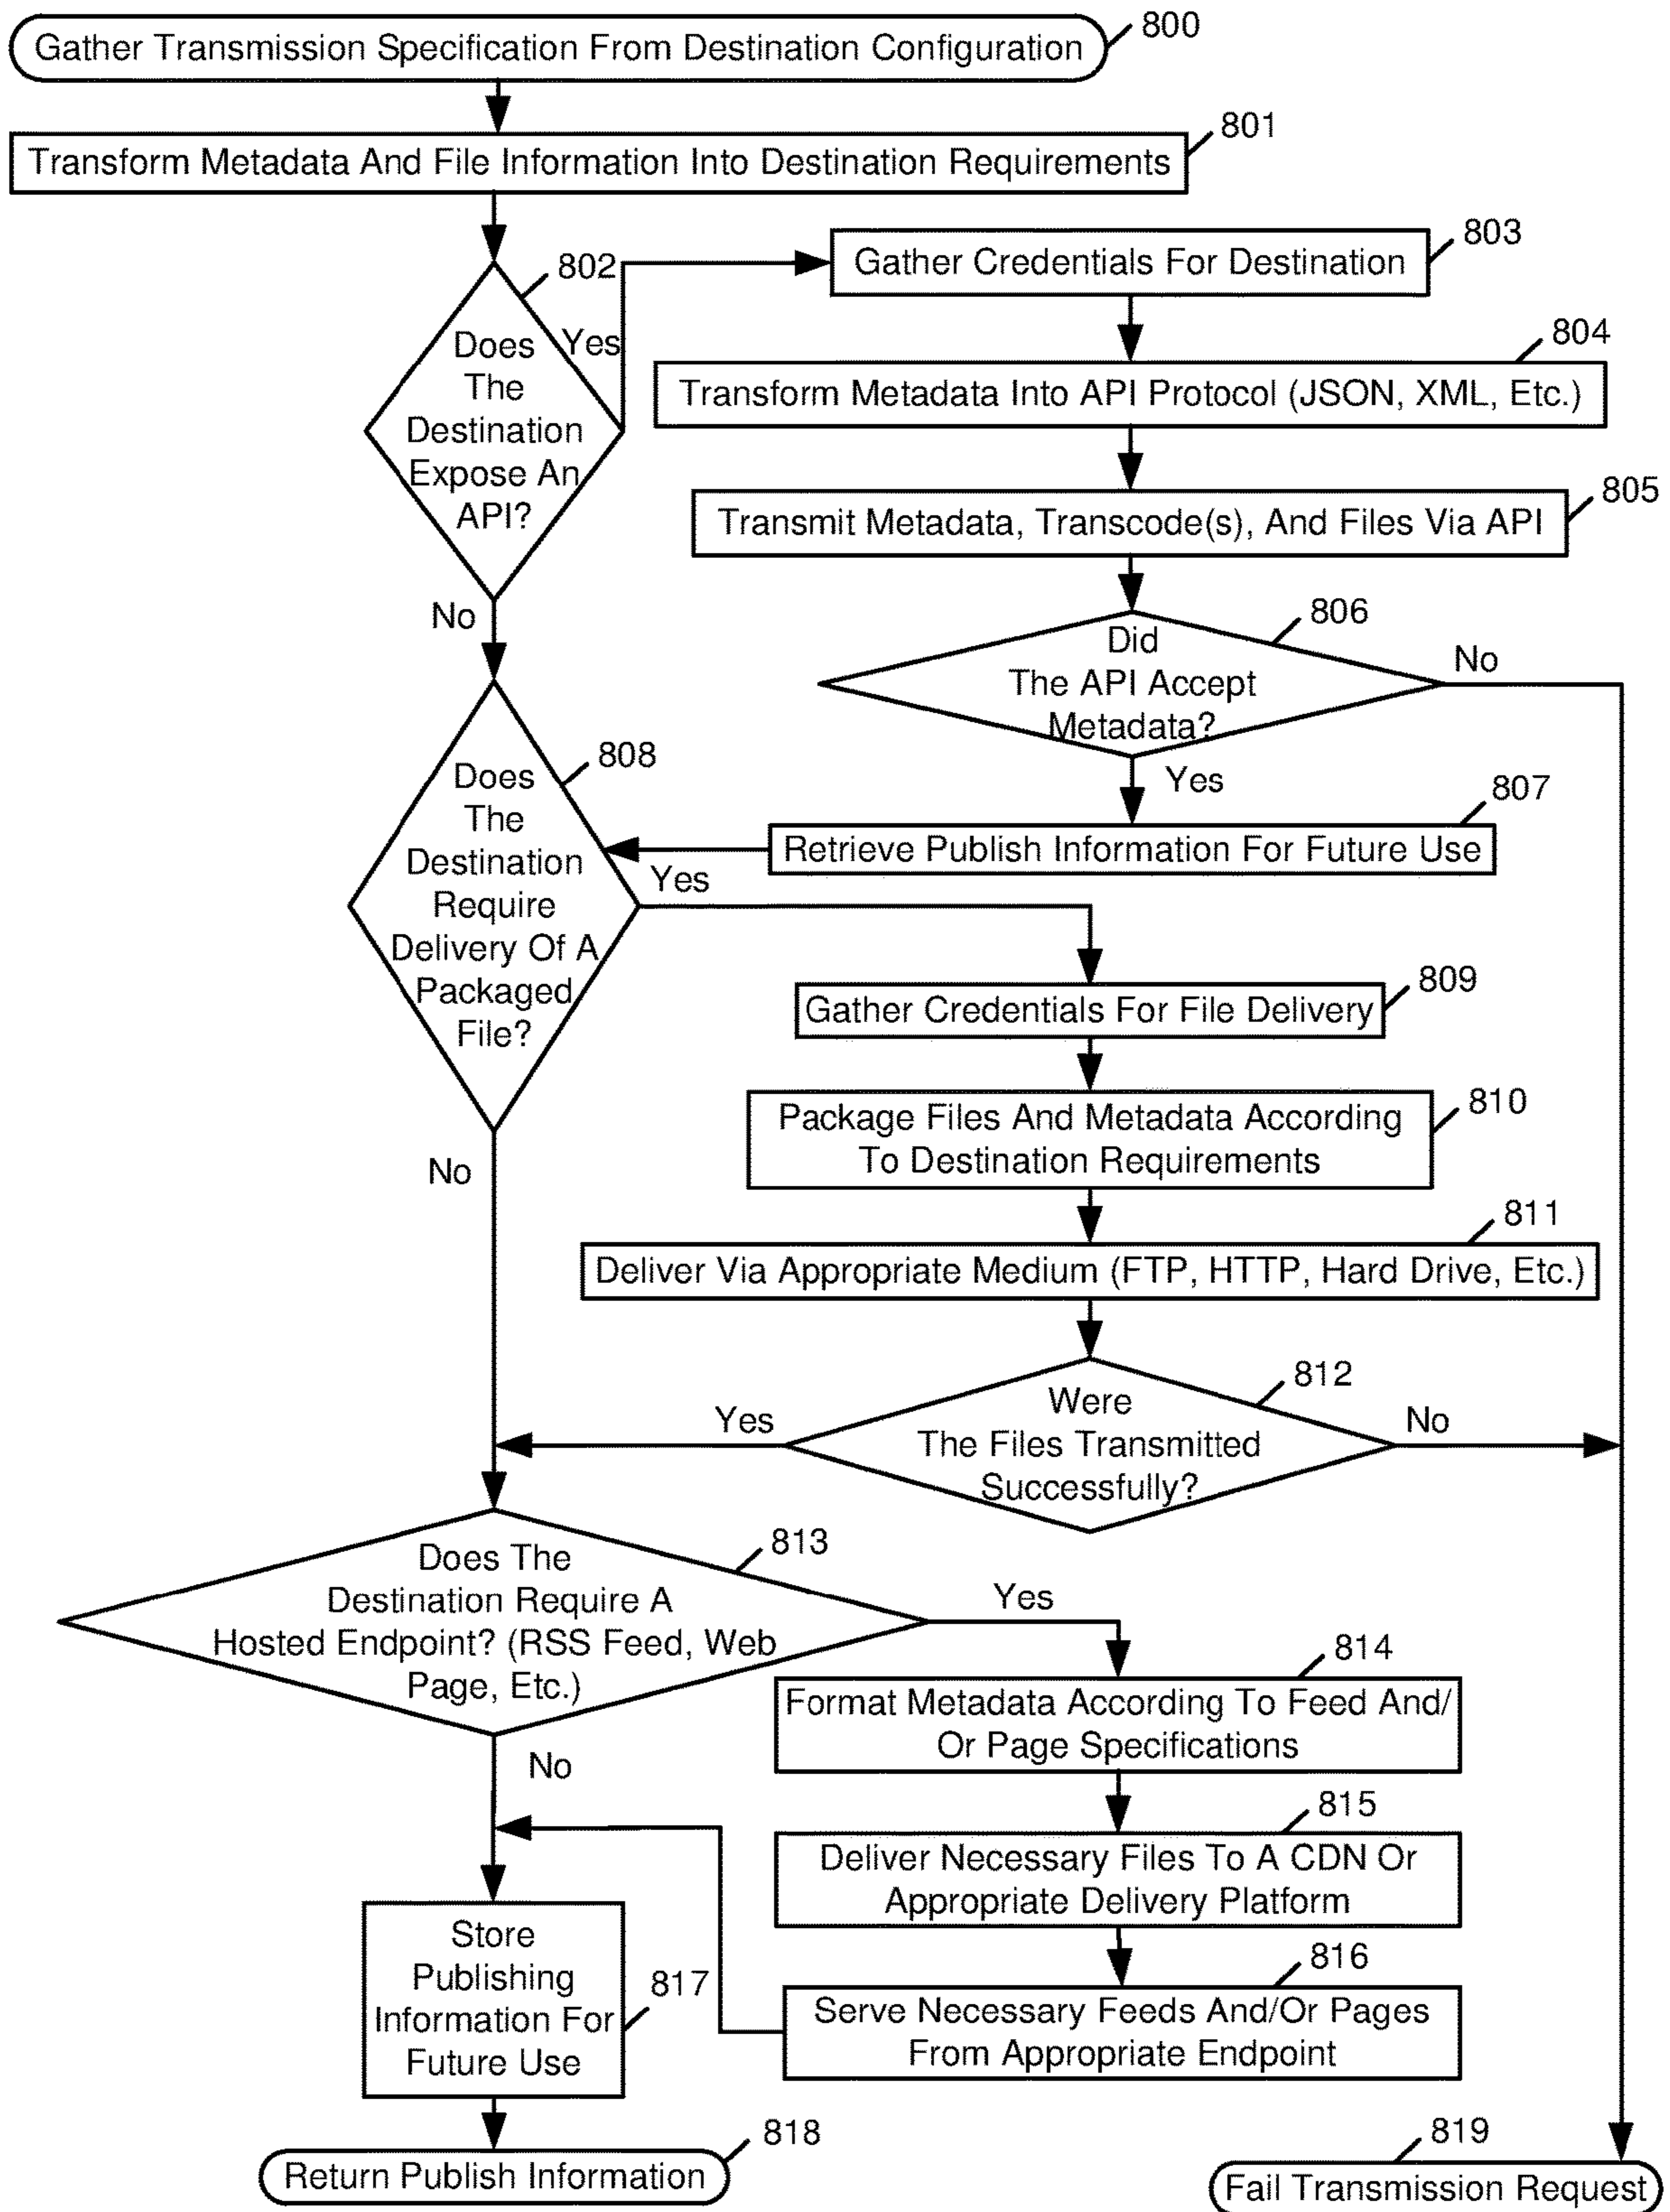 Gather Transmission Specification From Destination Configuration
800
Transform Metadata And File Information Into Destination Requirements
801
802
Does
The
Destination
Expose An
API?
Yes
No
Gather Credentials For Destination
803
804
Transform Metadata Into API Protocol (JSON, XML, Etc.)
Transmit Metadata, Transcode(s), And Files Via API
805
806
Did
The API Accept
Metadata?
No
Yes
807
Retrieve Publish Information For Future Use
808
Does
The
Destination
Require
Delivery Of A
Packaged
File?
Yes
No
Gather Credentials For File Delivery
809
Package Files And Metadata According
To Destination Requirements
810
811
Deliver Via Appropriate Medium (FTP, HTTP, Hard Drive, Etc.)
812
Were
The Files Transmitted
Successfully?
Yes
No
813
Does The
Destination Require A
Hosted Endpoint? (RSS Feed, Web
Page, Etc.)
Yes
No
814
Format Metadata According To Feed And/
Or Page Specifications
815
Deliver Necessary Files To A CDN Or
Appropriate Delivery Platform
816
Serve Necessary Feeds And/Or Pages
From Appropriate Endpoint
Store
Publishing
Information For
Future Use
817
818
Return Publish Information
819
Fail Transmission Request